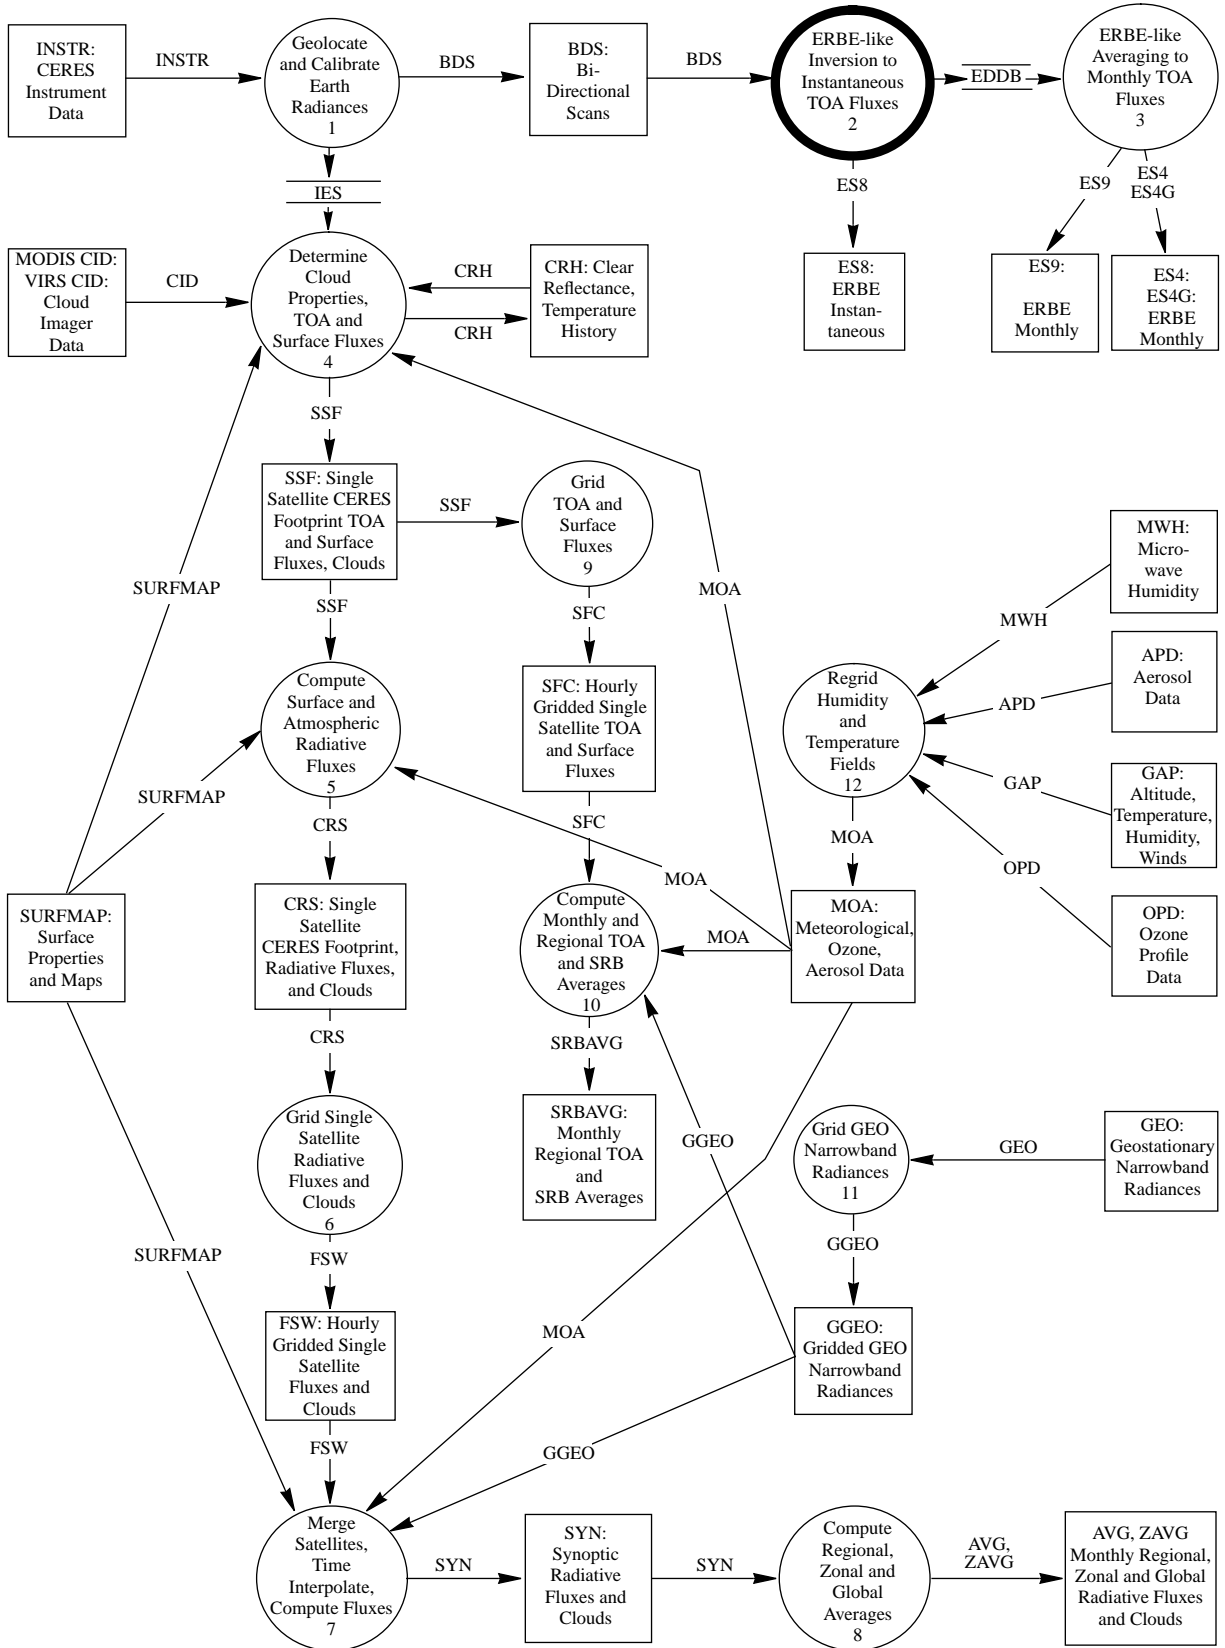 INSTR:
CERES
Instrument
Data
INSTR
Geolocate
and Calibrate
Earth
Radiances
1
BDS
BDS:
Bi-
Directional
Scans
BDS
ERBE-like
Inversion to
Instantaneous
TOA Fluxes
2
EDDB
ERBE-like
Averaging to
Monthly TOA
Fluxes
3
IES
ES8
ES9
ES4
ES4G
MODIS CID:
VIRS CID:
Cloud
Imager
Data
CID
Determine
Cloud
Properties,
TOA and
Surface Fluxes
4
CRH
CRH
CRH: Clear
Reflectance,
Temperature
History
ES8:
ERBE
Instan-
taneous
ES9:
ERBE
Monthly
ES4:
ES4G:
ERBE
Monthly
SSF
SSF: Single
Satellite CERES
Footprint TOA
and Surface
Fluxes, Clouds
SSF
Grid
TOA and
Surface
Fluxes
9
MWH:
Micro-
wave
Humidity
SURFMAP
SSF
SFC
MOA
MWH
Compute
Surface and
Atmospheric
Radiative
Fluxes
5
SFC: Hourly
Gridded Single
Satellite TOA
and Surface
Fluxes
Regrid
Humidity
and
Temperature
Fields
12
APD
APD:
Aerosol
Data
SURFMAP
GAP
GAP:
Altitude,
Temperature,
Humidity,
Winds
CRS
SFC
MOA
MOA
OPD
SURFMAP:
Surface
Properties
and Maps
CRS: Single
Satellite
CERES Footprint,
Radiative Fluxes,
and Clouds
Compute
Monthly and
Regional TOA
and SRB
Averages
10
MOA
MOA:
Meteorological,
Ozone,
Aerosol Data
OPD:
Ozone
Profile
Data
CRS
SRBAVG
Grid Single
Satellite
Radiative
Fluxes and
Clouds
6
SRBAVG:
Monthly
Regional TOA
and
SRB Averages
GGEO
Grid GEO
Narrowband
Radiances
11
GEO
GEO:
Geostationary
Narrowband
Radiances
SURFMAP
FSW
GGEO
FSW: Hourly
Gridded Single
Satellite
Fluxes and
Clouds
MOA
GGEO:
Gridded GEO
Narrowband
Radiances
FSW
GGEO
Merge
Satellites,
Time
Interpolate,
Compute Fluxes
7
SYN
SYN:
Synoptic
Radiative
Fluxes and
Clouds
SYN
Compute
Regional,
Zonal and
Global
Averages
8
AVG,
ZAVG
AVG, ZAVG
Monthly Regional,
Zonal and Global
Radiative Fluxes
and Clouds